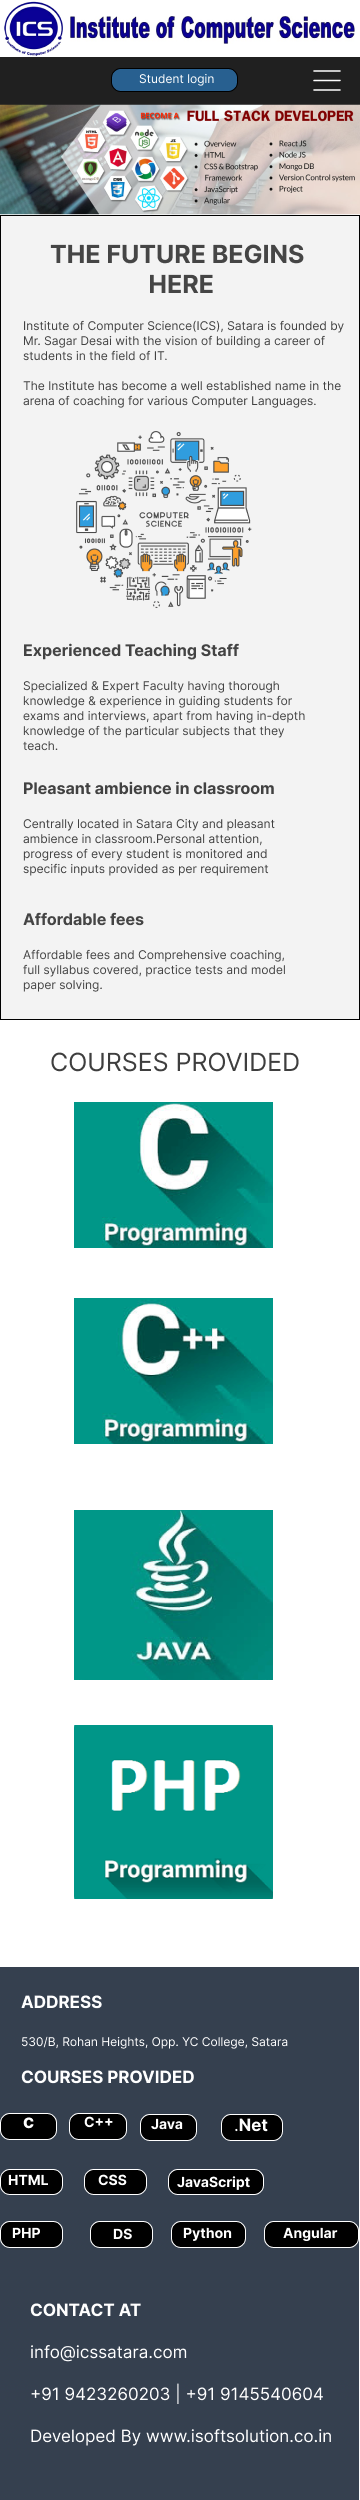 ICS
Institute of Computer Science
Institute of Computer Science
Student login
BECOME A FULL STACK DEVELOPER
HTML
JS
node
JS
CSS
mongoDB
• Overview
• HTML
• CSS & Bootstrap
Framework
• JavaScript
• Angular
• React JS
• Node JS
• Mongo DB
• Version Control system
• Project
THE FUTURE BEGINS
HERE
Institute of Computer Science(ICS), Satara is founded by
Mr. Sagar Desai with the vision of building a career of
students in the field of IT.
The Institute has become a well established name in the
arena of coaching for various Computer Languages.
COMPUTER
SCIENCE
Experienced Teaching Staff
Specialized & Expert Faculty having thorough
knowledge & experience in guiding students for
exams and interviews, apart from having in-depth
knowledge of the particular subjects that they
teach.
Pleasant ambience in classroom
Centrally located in Satara City and pleasant
ambience in classroom.Personal attention,
progress of every student is monitored and
specific inputs provided as per requirement
Affordable fees
Affordable fees and Comprehensive coaching,
full syllabus covered, practice tests and model
paper solving.
COURSES PROVIDED
C
Programming
C++
Programming
JAVA
PHP
Programming
ADDRESS
530/B, Rohan Heights, Opp. YC College, Satara
COURSES PROVIDED
c C++ Java .Net
HTML CSS JavaScript
PHP DS Python Angular
CONTACT AT
info@icssatara.com
+91 9423260203 | +91 9145540604
Developed By www.isoftsolution.co.in